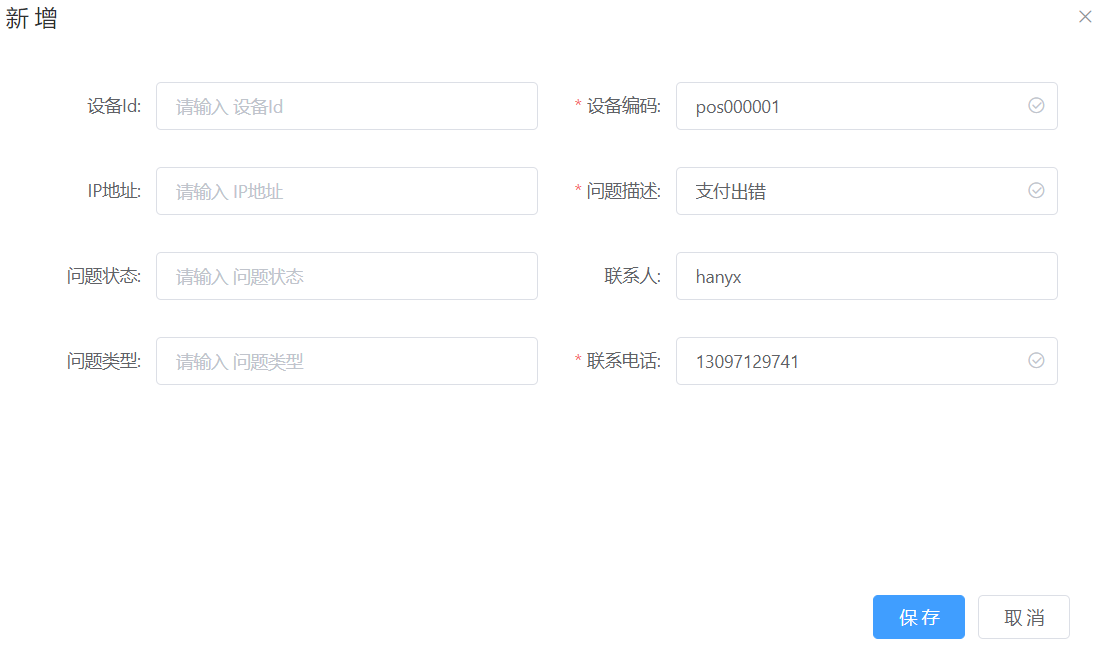 新增
设备Id: 请输入 设备Id * 设备编码: pos000001
IP地址: 请输入 IP地址 * 问题描述: 支付出错
问题状态: 请输入 问题状态 联系人: hanyx
问题类型: 请输入 问题类型 * 联系电话: 13097129741
保存 取消